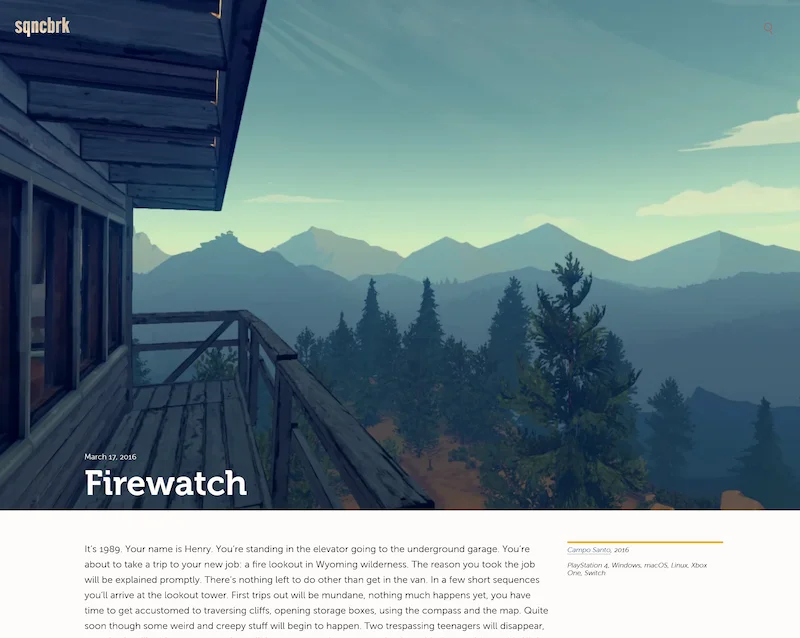 sqncbrk
March 17, 2016
Firewatch
It's 1989. Your name is Henry. You're standing in the elevator going to the underground garage. You're
about to take a trip to your new job: a fire lookout in Wyoming wilderness. The reason you took the job
will be explained promptly. There's nothing left to do other than get in the van. In a few short sequences
you'll arrive at the lookout tower. First trips out will be mundane, nothing much happens yet, you have
time to get accustomed to traversing cliffs, opening storage boxes, using the compass and the map. Quite
soon though some weird and creepy stuff will begin to happen. Two trespassing teenagers will disappear,
Campo Santo, 2016
PlayStation 4, Windows, macOS, Linux, Xbox
One, Switch